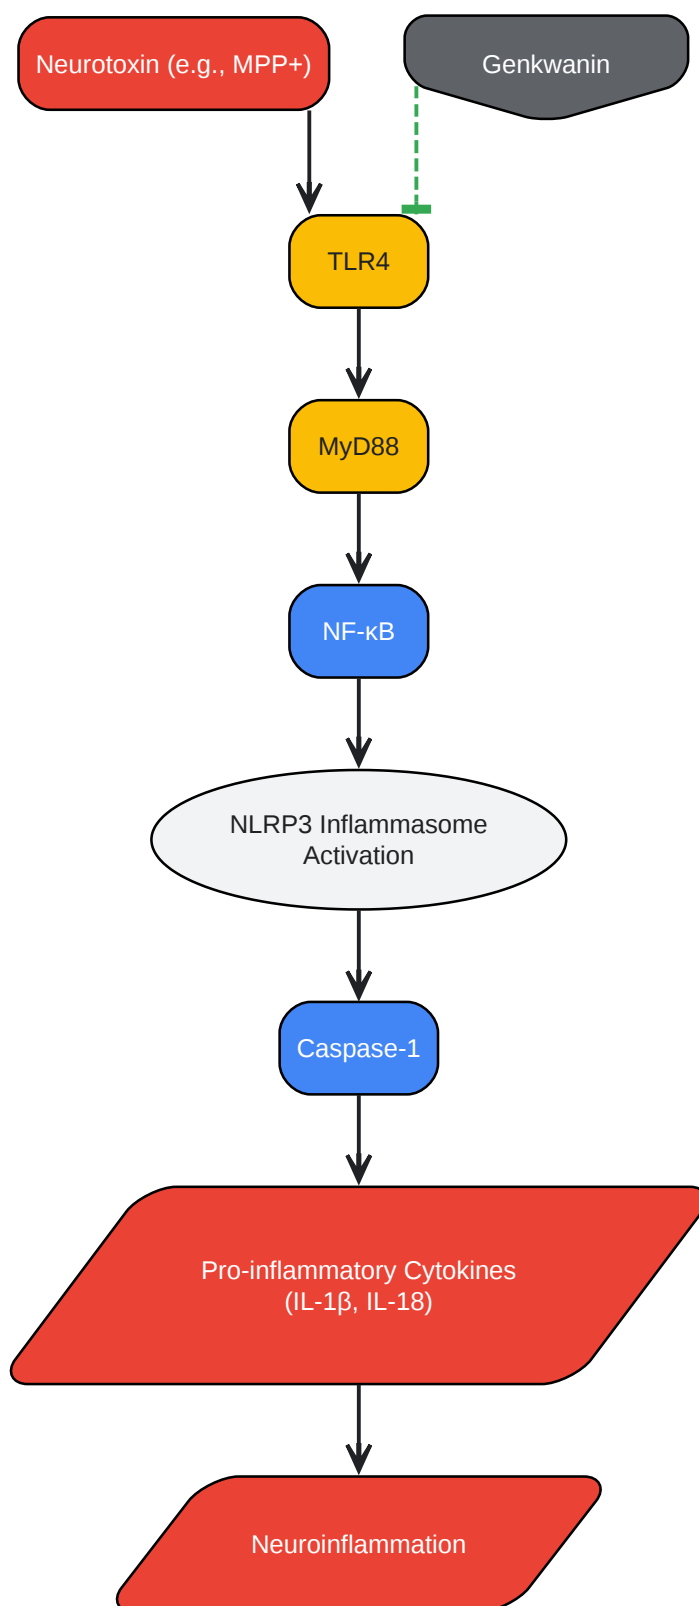 Neurotoxin (e.g., MPP+)
Genkwanin
TLR4
MyD88
NF-κB
NLRP3 Inflammasome
Activation
Caspase-1
Pro-inflammatory Cytokines
(IL-1β, IL-18)
Neuroinflammation